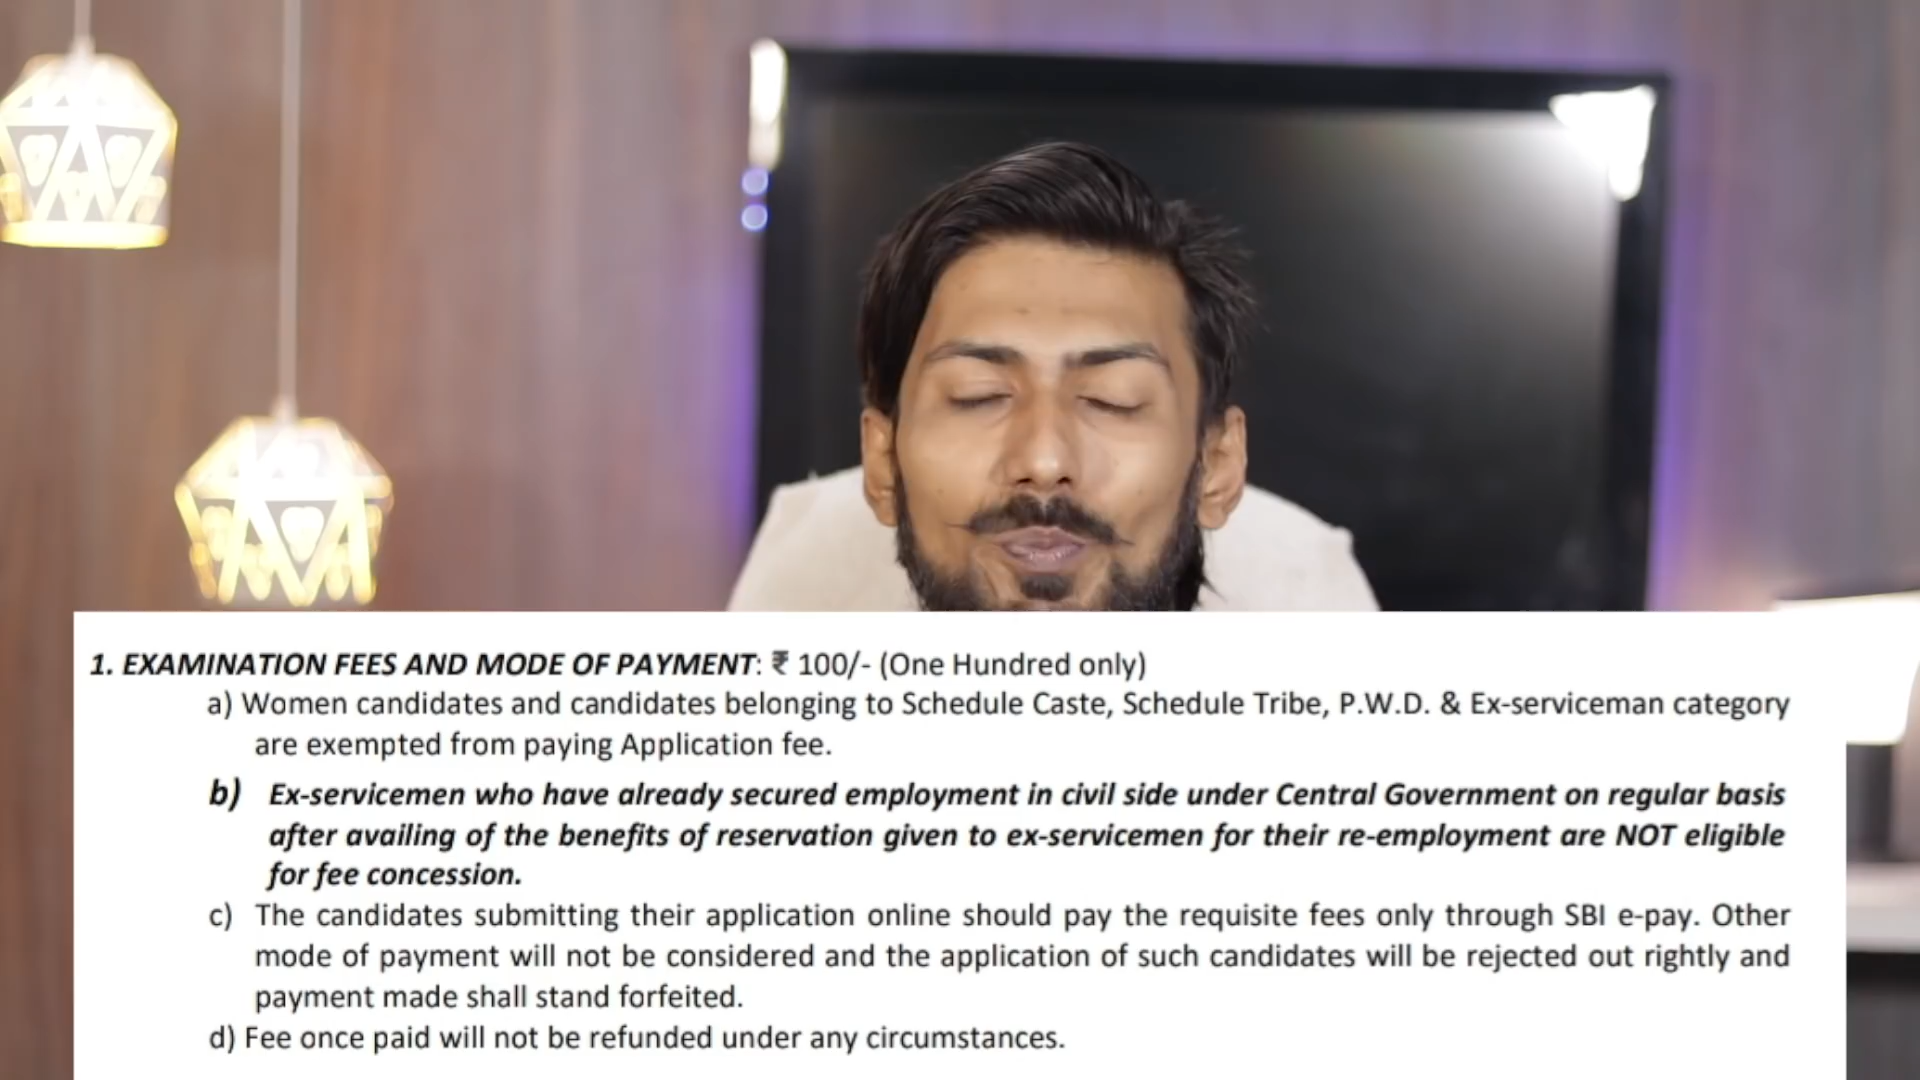 1. EXAMINATION FEES AND MODE OF PAYMENT: ₹ 100/- (One Hundred only)
a) Women candidates and candidates belonging to Schedule Caste, Schedule Tribe, P.W.D. & Ex-serviceman category
are exempted from paying Application fee.
b) Ex-servicemen who have already secured employment in civil side under Central Government on regular basis
after availing of the benefits of reservation given to ex-servicemen for their re-employment are NOT eligible
for fee concession.
c) The candidates submitting their application online should pay the requisite fees only through SBI e-pay. Other
mode of payment will not be considered and the application of such candidates will be rejected out rightly and
payment made shall stand forfeited.
d) Fee once paid will not be refunded under any circumstances.